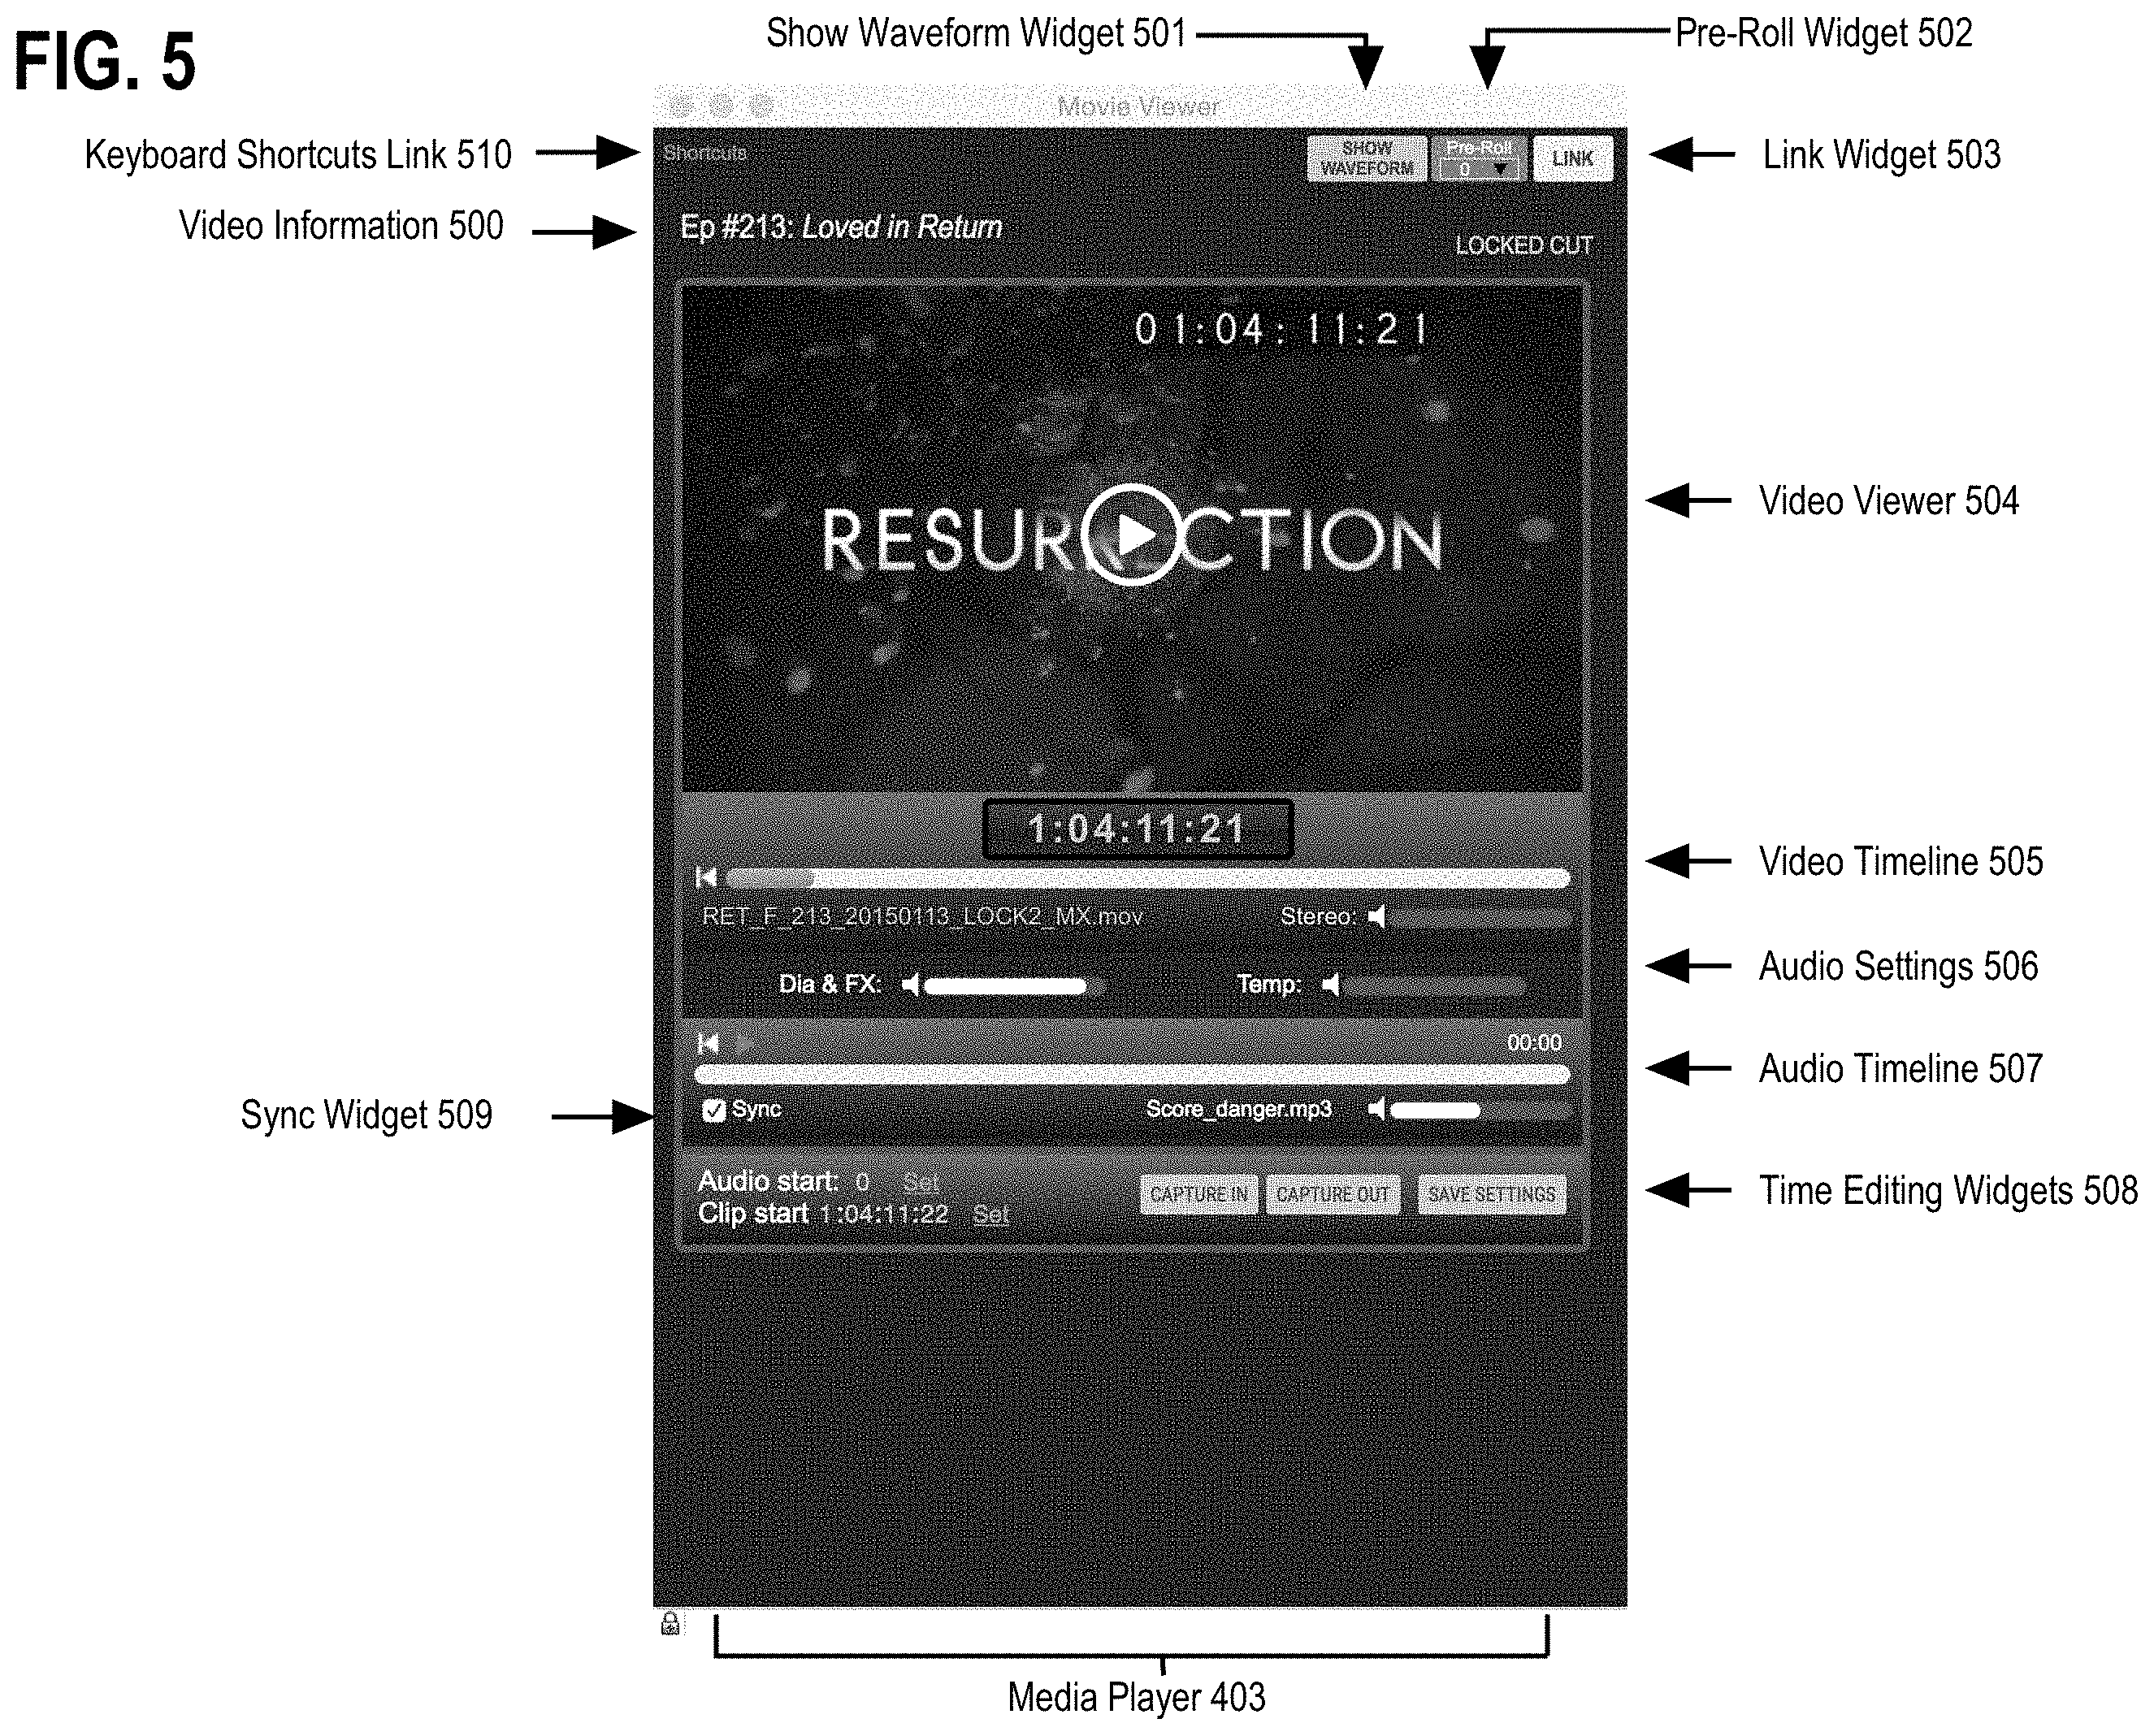 FIG. 5
Show Waveform Widget 501
Pre-Roll Widget 502
Movie Viewer
Keyboard Shortcuts Link 510
Shortcuts
SHOW
WAVEFORM
Pre-Roll
0
LINK
Link Widget 503
Video Information 500
Ep #213: Loved in Return
LOCKED CUT
01:04:11:21
Video Viewer 504
RESURRECTION
1:04:11:21
Video Timeline 505
RET_F_213_20150113_LOCK2_MX.mov
Stereo:
Dia & FX:
Temp:
Audio Settings 506
00:00
Audio Timeline 507
Sync Widget 509
Sync
Score_danger.mp3
Audio start: 0 Set
Clip start 1:04:11:22 Set
CAPTURE IN
CAPTURE OUT
SAVE SETTINGS
Time Editing Widgets 508
Media Player 403